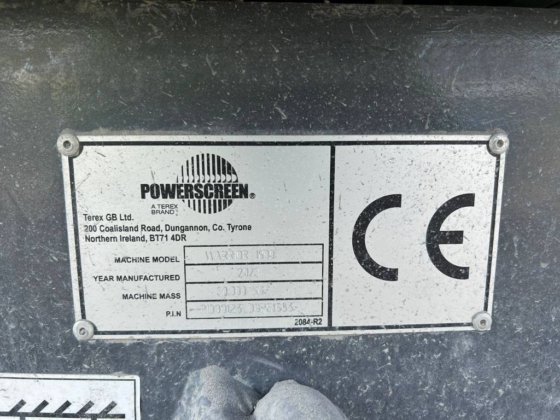 POWERSCREEN®
A TEREX
BRAND
Terex GB Ltd.
200 Coalisland Road, Dungannon, Co. Tyrone
Northern Ireland, BT71 4DR
MACHINE MODEL
YEAR MANUFACTURED
MACHINE MASS
P.I.N
2084-R2
CE